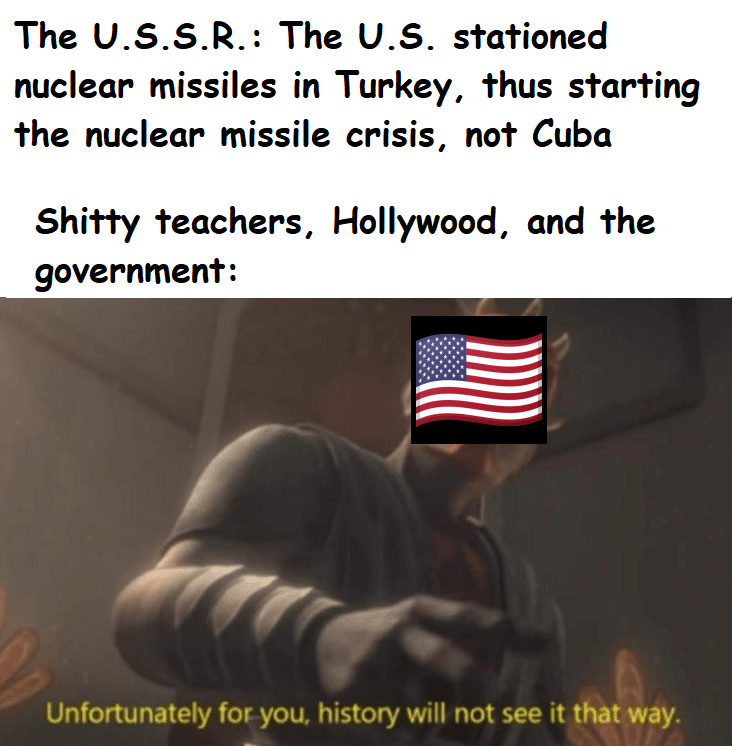 The U.S.S.R.: The U.S. stationed
nuclear missiles in Turkey, thus starting
the nuclear missile crisis, not Cuba
Shitty teachers, Hollywood, and the
government:
Unfortunately for you, history will not see it that way.